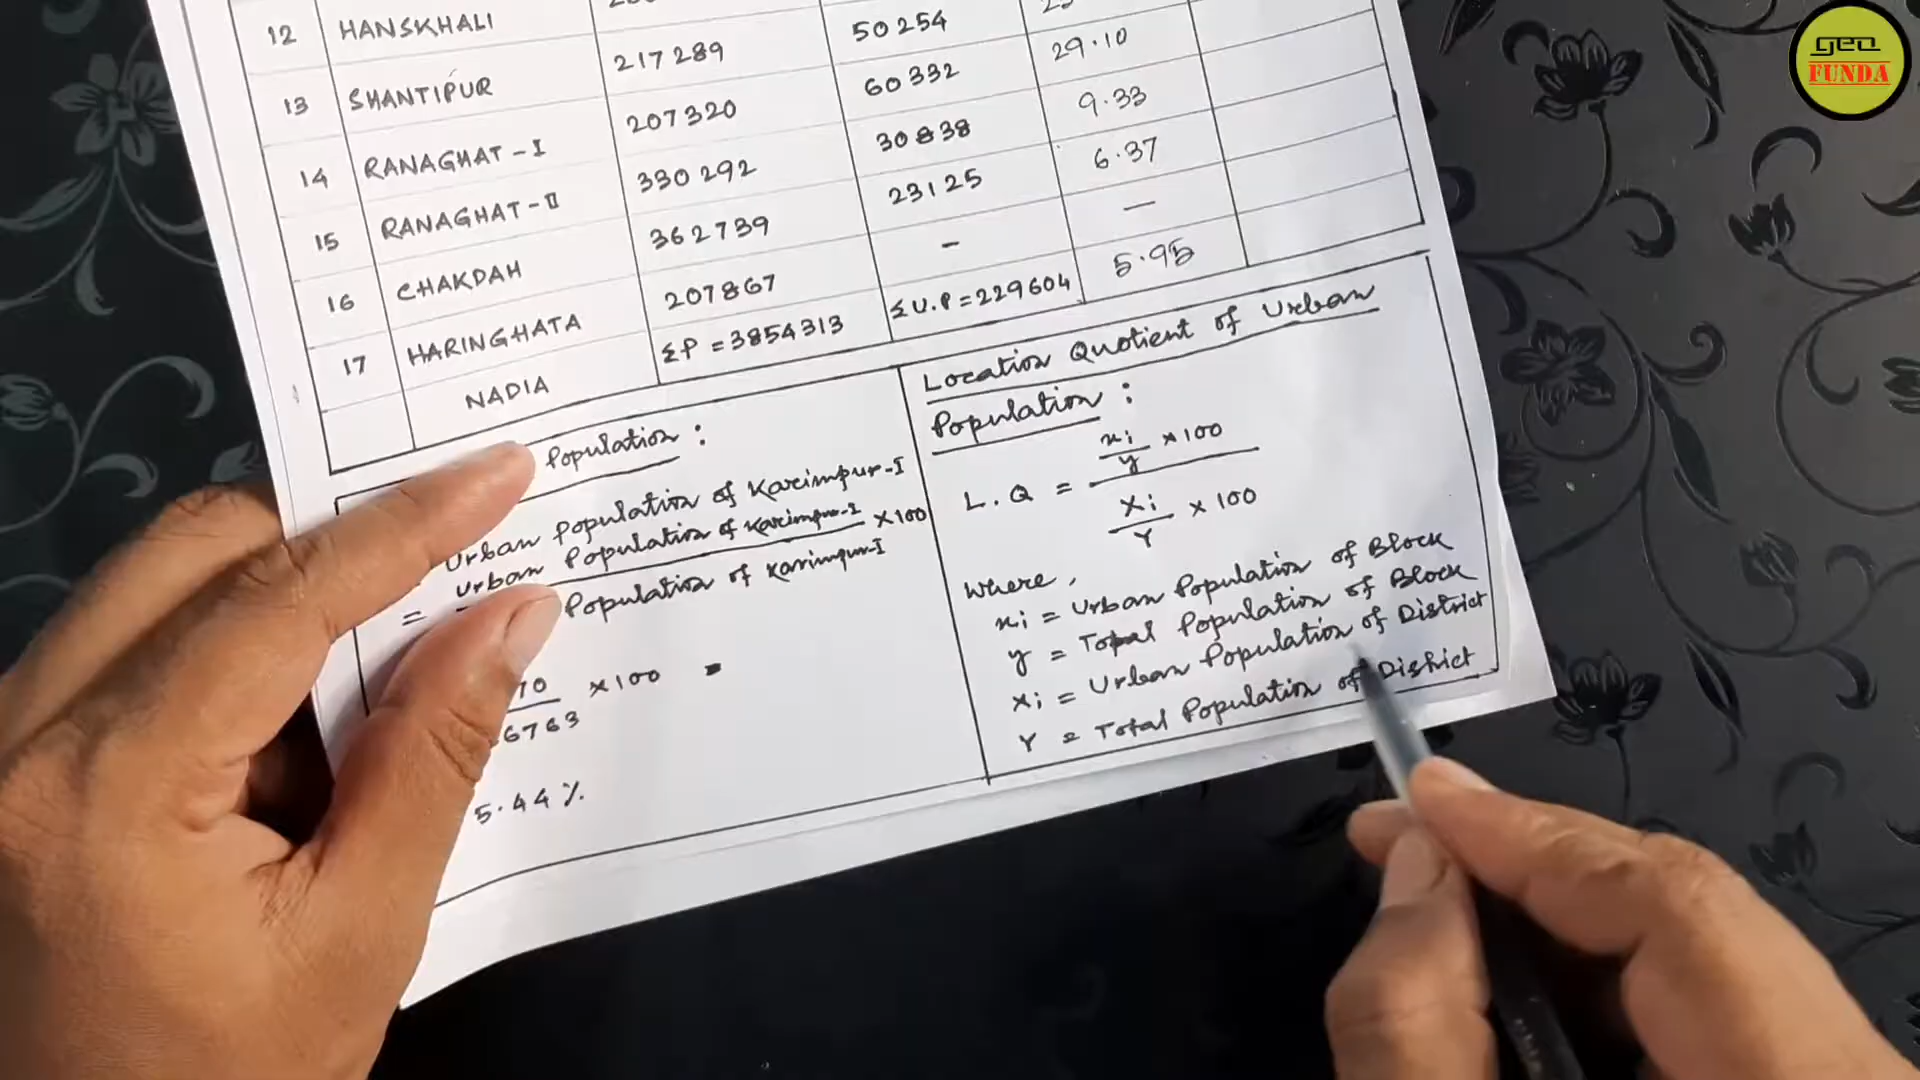 12 HANSKHALI 50254
13 SHANTIPUR 217289 60332 29.10
14 RANAGHAT-I 207320 30838 9.33
15 RANAGHAT-II 330292 23125 6.37
16 CHAKDAH 362739 - —
17 HARINGHATA 207867 ΣU.P=229604 5.95
NADIA ΣP=3854313
Population:
Urban Population of Karimpur-I
= Urban Population of Karimpur-I ×100
Population of Karimpur-I
70 ×100 =
6763
5.44%
Location Quotient of Urban
Population:
L.Q = xi/y ×100
Xi/Y ×100
Where,
xi = Urban Population of Block
y = Total Population of Block
Xi = Urban Population of District
Y = Total Population of District
geo
FUNDA